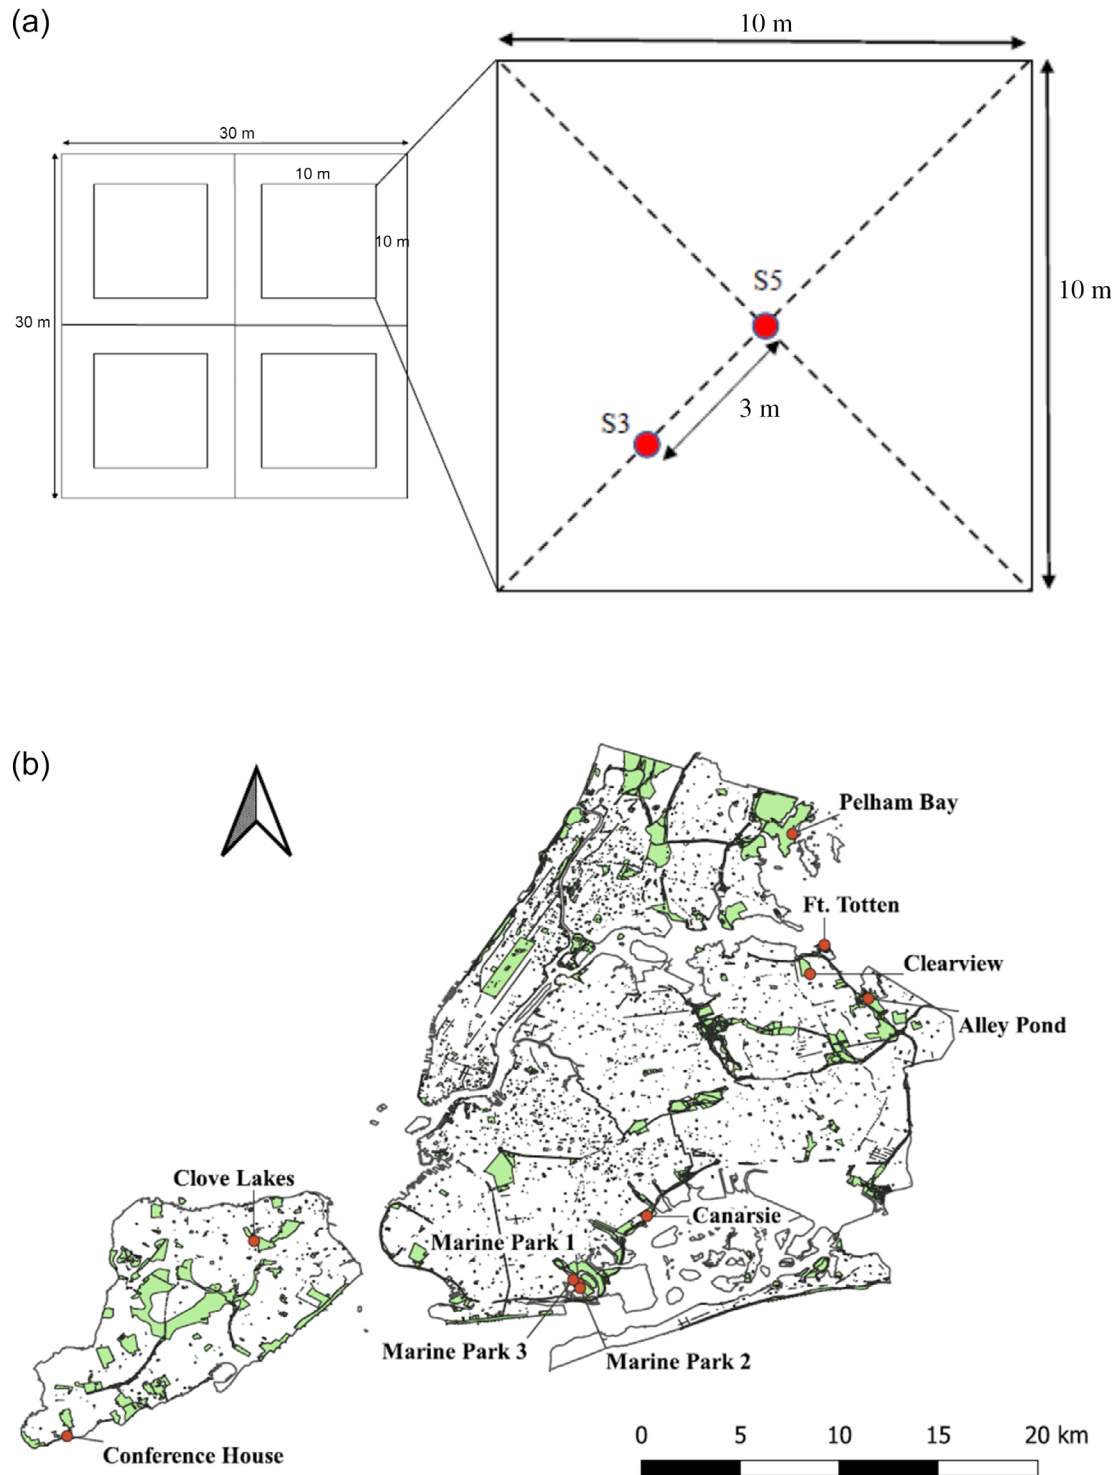 (a)
10 m
30 m
10 m
10 m
30 m
S5
10 m
3 m
S3
(b)
Pelham Bay
Ft. Totten
Clearview
Alley Pond
Clove Lakes
Canarsie
Marine Park 1
Marine Park 3
Marine Park 2
Conference House
0 5 10 15 20 km